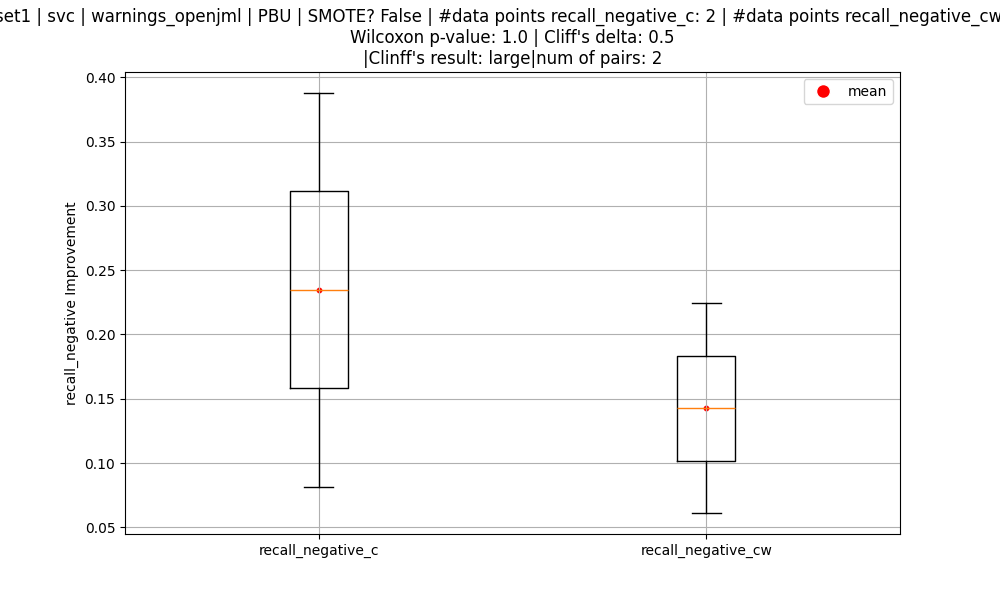 set1 | svc | warnings_openjml | PBU | SMOTE? False | #data points recall_negative_c: 2 | #data points recall_negative_cw
Wilcoxon p-value: 1.0 | Cliff's delta: 0.5
|Clinff's result: large|num of pairs: 2
mean
0.40
0.35
0.30
0.25
0.20
0.15
0.10
0.05
recall_negative Improvement
recall_negative_c
recall_negative_cw